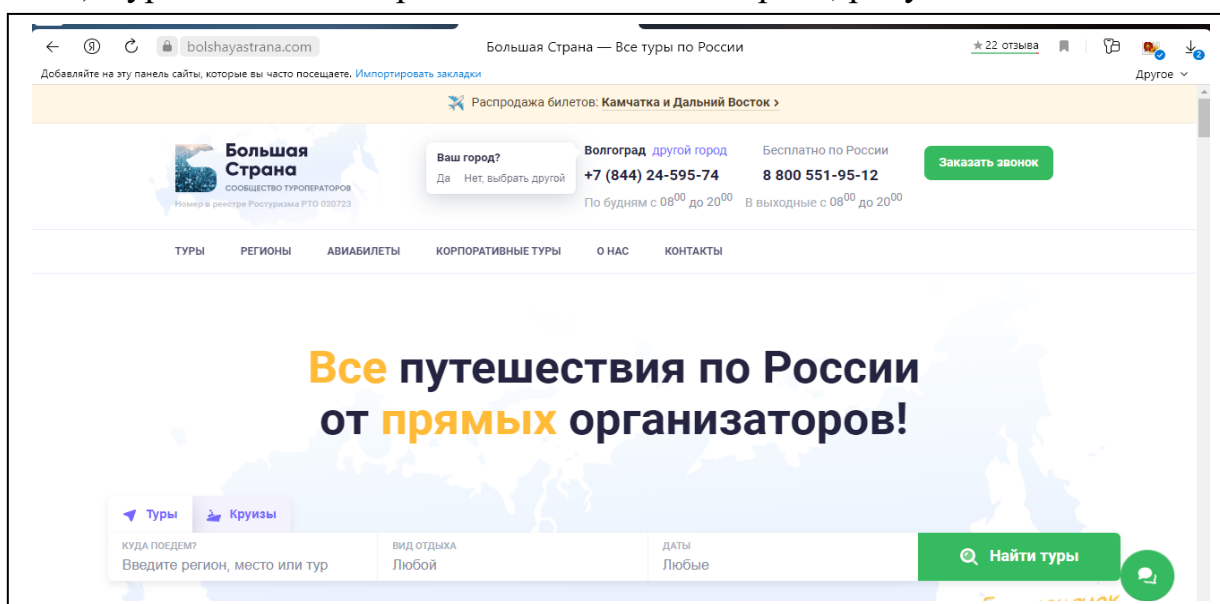 bolshayastrana.com Большая Страна — Все туры по России ★ 22 отзыва
Добавляйте на эту панель сайты, которые вы часто посещаете. Импортировать закладки Другое
Распродажа билетов: Камчатка и Дальний Восток >
Большая
Страна
СООБЩЕСТВО ТУРОПЕРАТОРОВ
Номер в реестре Ростуризма РТО 020723
Ваш город?
Да Нет, выбрать другой
Волгоград другой город
+7 (844) 24-595-74
По будням с 08⁰⁰ до 20⁰⁰
Бесплатно по России
8 800 551-95-12
В выходные с 08⁰⁰ до 20⁰⁰
Заказать звонок
ТУРЫ РЕГИОНЫ АВИАБИЛЕТЫ КОРПОРАТИВНЫЕ ТУРЫ О НАС КОНТАКТЫ
Все путешествия по России
от прямых организаторов!
Туры Круизы
КУДА ПОЕДЕМ?
Введите регион, место или тур
ВИД ОТДЫХА
Любой
ДАТЫ
Любые
Найти туры